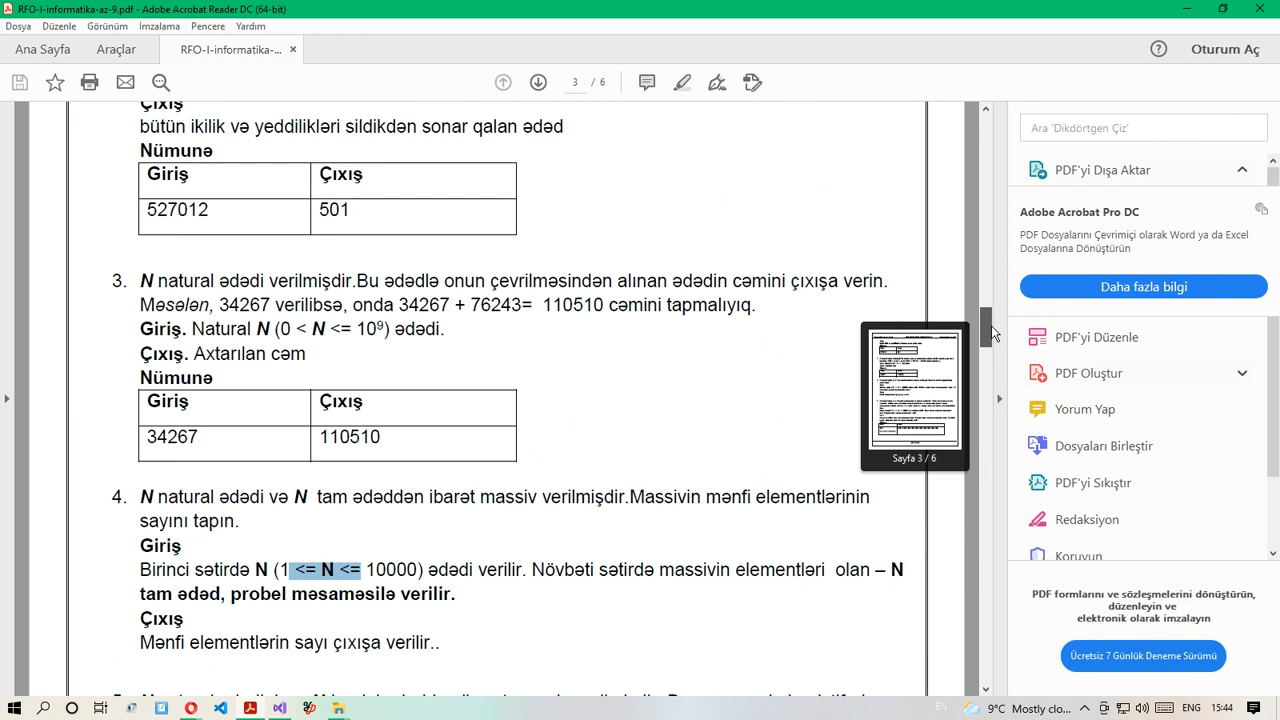 RFO-I-informatika-az-9.pdf - Adobe Acrobat Reader DC (64-bit)
Dosya Düzenle Görünüm İmzalama Pencere Yardım
Ana Sayfa Araçlar RFO-I-informatika-... × Oturum Aç
3 / 6
Çıxış
bütün ikilik və yeddilikləri sildikdən sonar qalan ədəd
Nümunə
Giriş Çıxış
527012 501
3. N natural ədədi verilmişdir.Bu ədədlə onun çevrilməsindən alınan ədədin cəmini çıxışa verin.
Məsələn, 34267 verilibsə, onda 34267 + 76243= 110510 cəmini tapmalıyıq.
Giriş. Natural N (0 < N <= 10⁹) ədədi.
Çıxış. Axtarılan cəm
Nümunə
Giriş Çıxış
34267 110510
4. N natural ədədi və N tam ədəddən ibarət massiv verilmişdir.Massivin mənfi elementlərinin
sayını tapın.
Giriş
Birinci sətirdə N (1 <= N <= 10000) ədədi verilir. Növbəti sətirdə massivin elementləri olan – N
tam ədəd, probel məsaməsilə verilir.
Çıxış
Mənfi elementlərin sayı çıxışa verilir..
Sayfa 3 / 6
Ara 'Dikdörtgen Çiz'
PDF'yi Dışa Aktar
Adobe Acrobat Pro DC
PDF Dosyalarını Çevrimiçi olarak Word ya da Excel
Dosyalarına Dönüştürün
Daha fazla bilgi
PDF'yi Düzenle
PDF Oluştur
Yorum Yap
Dosyaları Birleştir
PDF'yi Sıkıştır
Redaksiyon
Koruyun
PDF formlarını ve sözleşmelerini dönüştürün,
düzenleyin ve
elektronik olarak imzalayın
Ücretsiz 7 Günlük Deneme Sürümü
EN 9°C Mostly clo... ENG 15:44